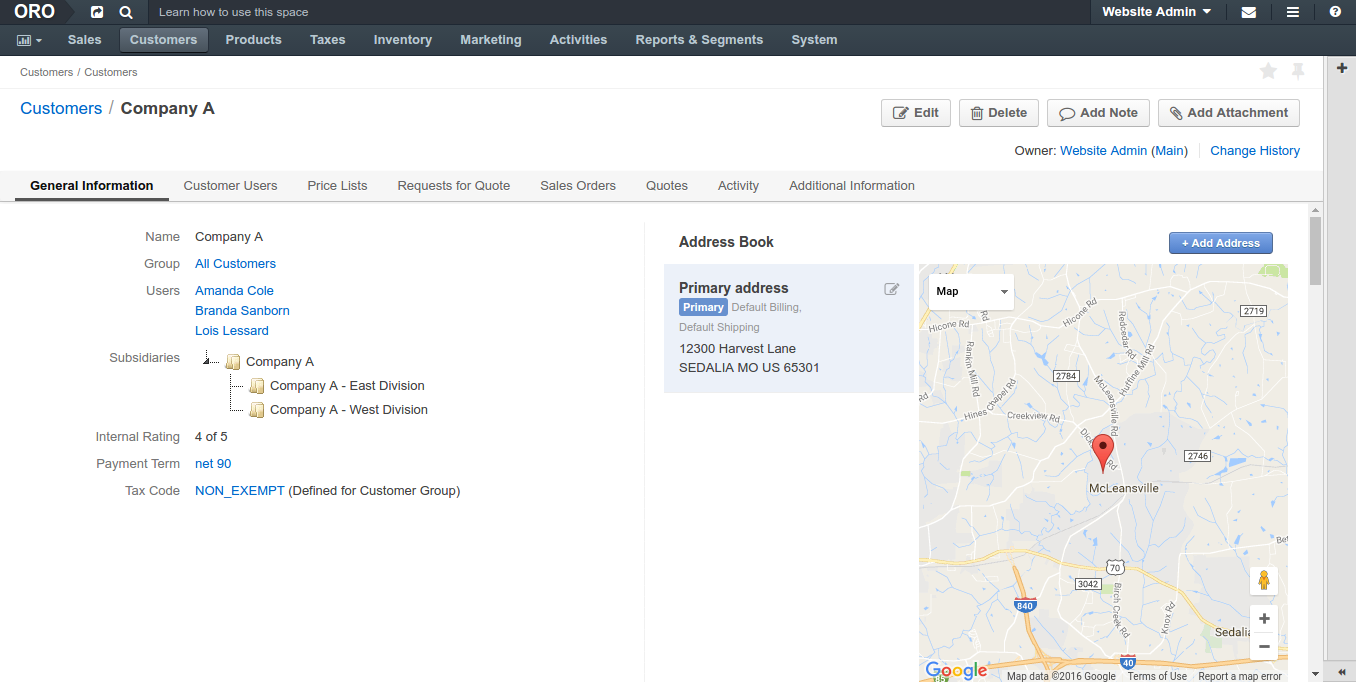 ORO Learn how to use this space Website Admin
Sales Customers Products Taxes Inventory Marketing Activities Reports & Segments System
Customers / Customers
Customers / Company A
Edit Delete Add Note Add Attachment
Owner: Website Admin (Main) Change History
General Information Customer Users Price Lists Requests for Quote Sales Orders Quotes Activity Additional Information
Name Company A
Group All Customers
Users Amanda Cole
Branda Sanborn
Lois Lessard
Subsidiaries Company A
Company A - East Division
Company A - West Division
Internal Rating 4 of 5
Payment Term net 90
Tax Code NON_EXEMPT (Defined for Customer Group)
Address Book
+ Add Address
Primary address
Primary Default Billing,
Default Shipping
12300 Harvest Lane
SEDALIA MO US 65301
Map
Hicone Rd
Hicone Rd
2719
Redcedar Rd
Rankin Mill Rd
Huffine Mill Rd
2784
McLeansville Rd
Hines Chapel Rd
Creekview Rd
2746
McLeansville
70
3042
Birch Creek Rd
Knox Rd
840
Sedalia
40
Google
Map data ©2016 Google Terms of Use Report a map error